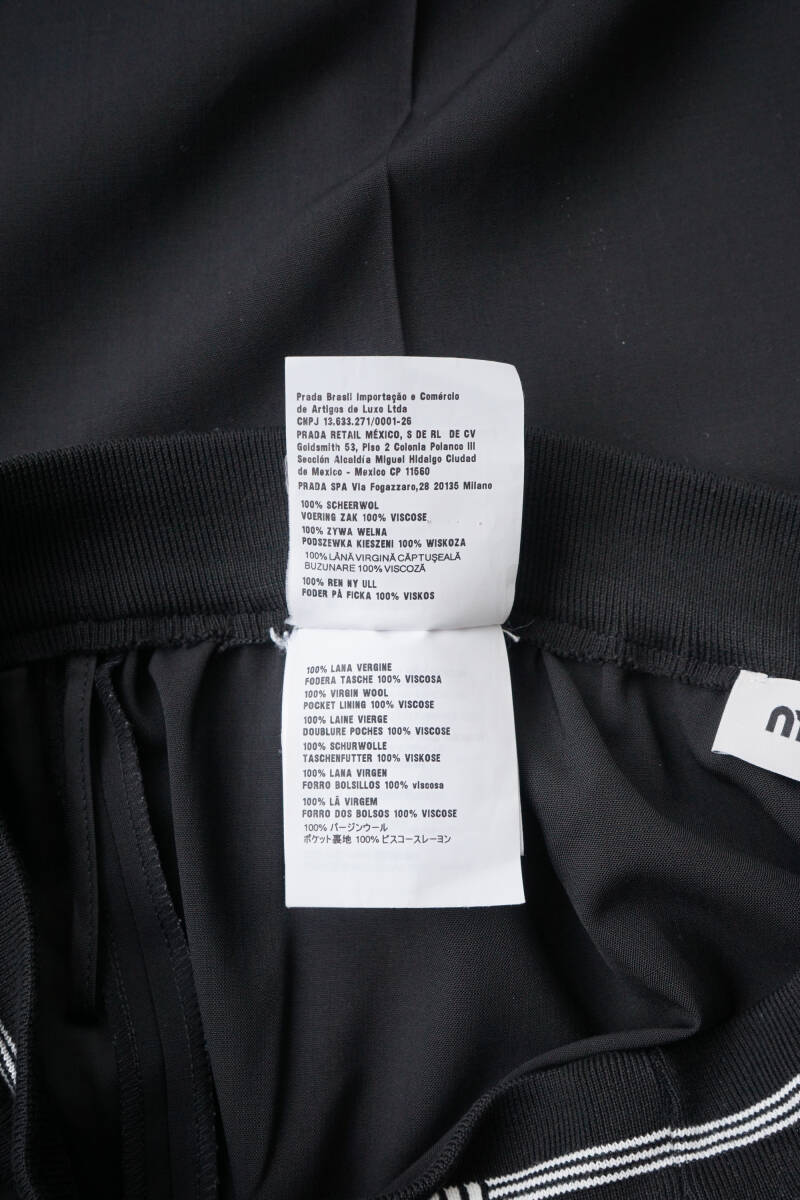 Prada Brasil Importação e Comércio
de Artigos de Luxo Ltda
CNPJ 13.633.271/0001-26
PRADA RETAIL MÉXICO, S DE RL DE CV
Goldsmith 53, Piso 2 Colonia Polanco III
Sección Alcaldía Miguel Hidalgo Ciudad
de Mexico - Mexico CP 11560
PRADA SPA Via Fogazzaro,28 20135 Milano
100% SCHEERWOL
VOERING ZAK 100% VISCOSE
100% ZYWA WELNA
PODSZEWKA KIESZENI 100% WISKOZA
100% LÂNĂ VIRGINĂ CĂPTUŞEALĂ
BUZUNARE 100% VISCOZĂ
100% REN NY ULL
FODER PÅ FICKA 100% VISKOS
100% LANA VERGINE
FODERA TASCHE 100% VISCOSA
100% VIRGIN WOOL
POCKET LINING 100% VISCOSE
100% LAINE VIERGE
DOUBLURE POCHES 100% VISCOSE
100% SCHURWOLLE
TASCHENFUTTER 100% VISKOSE
100% LANA VIRGEN
FORRO BOLSILLOS 100% viscosa
100% LÃ VIRGEM
FORRO DOS BOLSOS 100% VISCOSE
100% バージンウール
ポケット裏地 100% ビスコースレーヨン